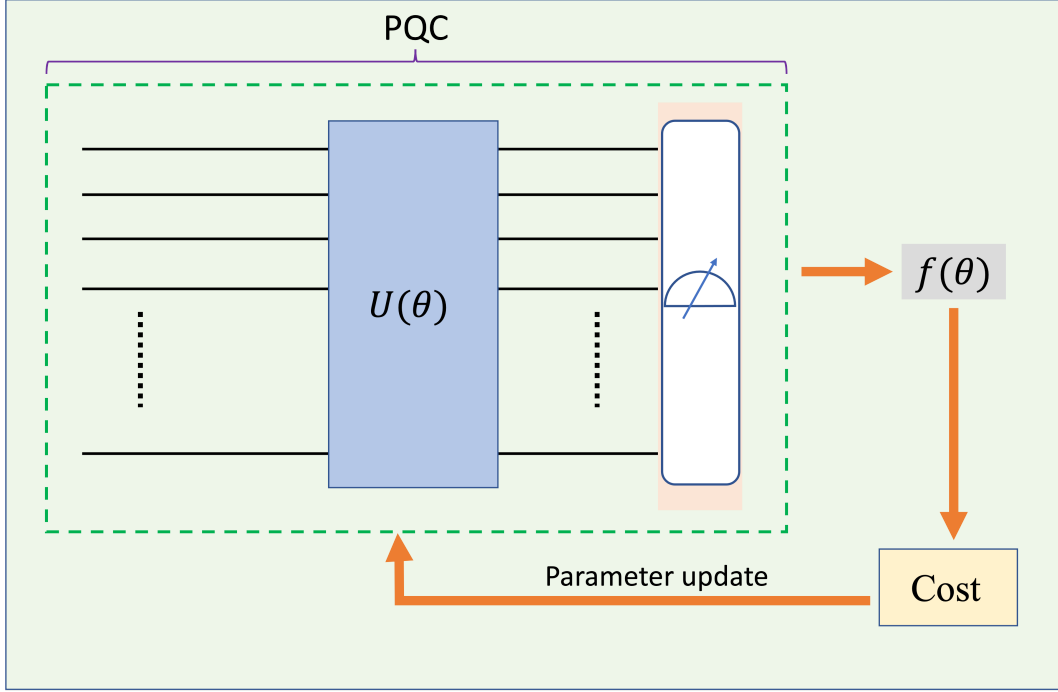 PQC
U(θ)
f(θ)
Parameter update
Cost